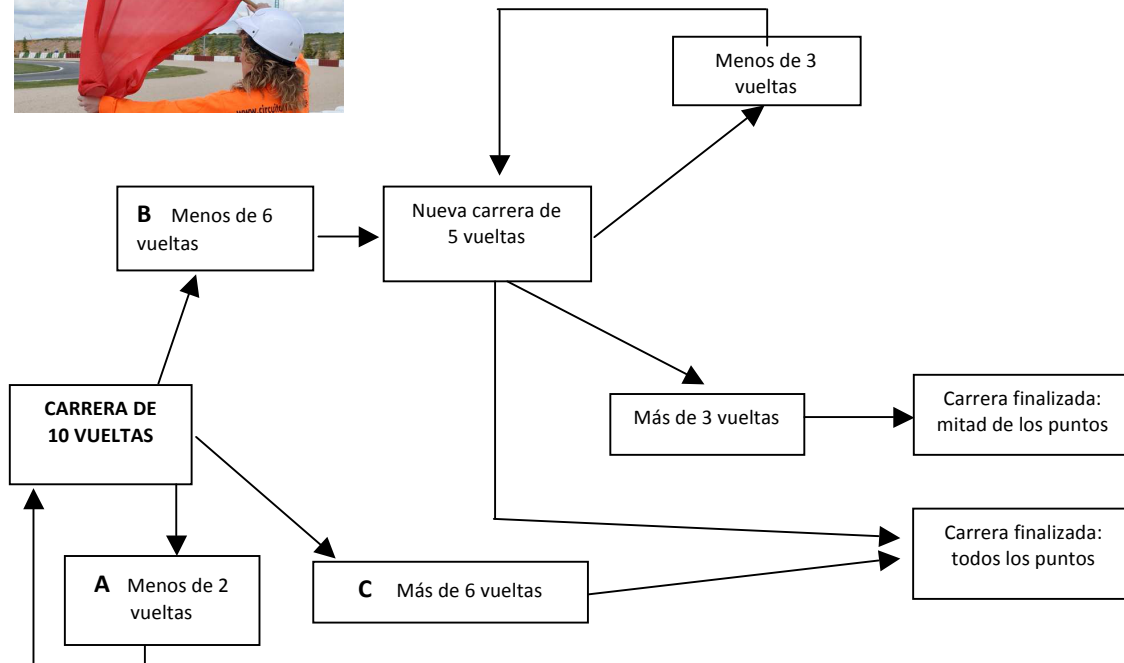 Menos de 3
vueltas
B Menos de 6
vueltas
Nueva carrera de
5 vueltas
CARRERA DE
10 VUELTAS
Más de 3 vueltas
Carrera finalizada:
mitad de los puntos
Carrera finalizada:
todos los puntos
A Menos de 2
vueltas
C Más de 6 vueltas